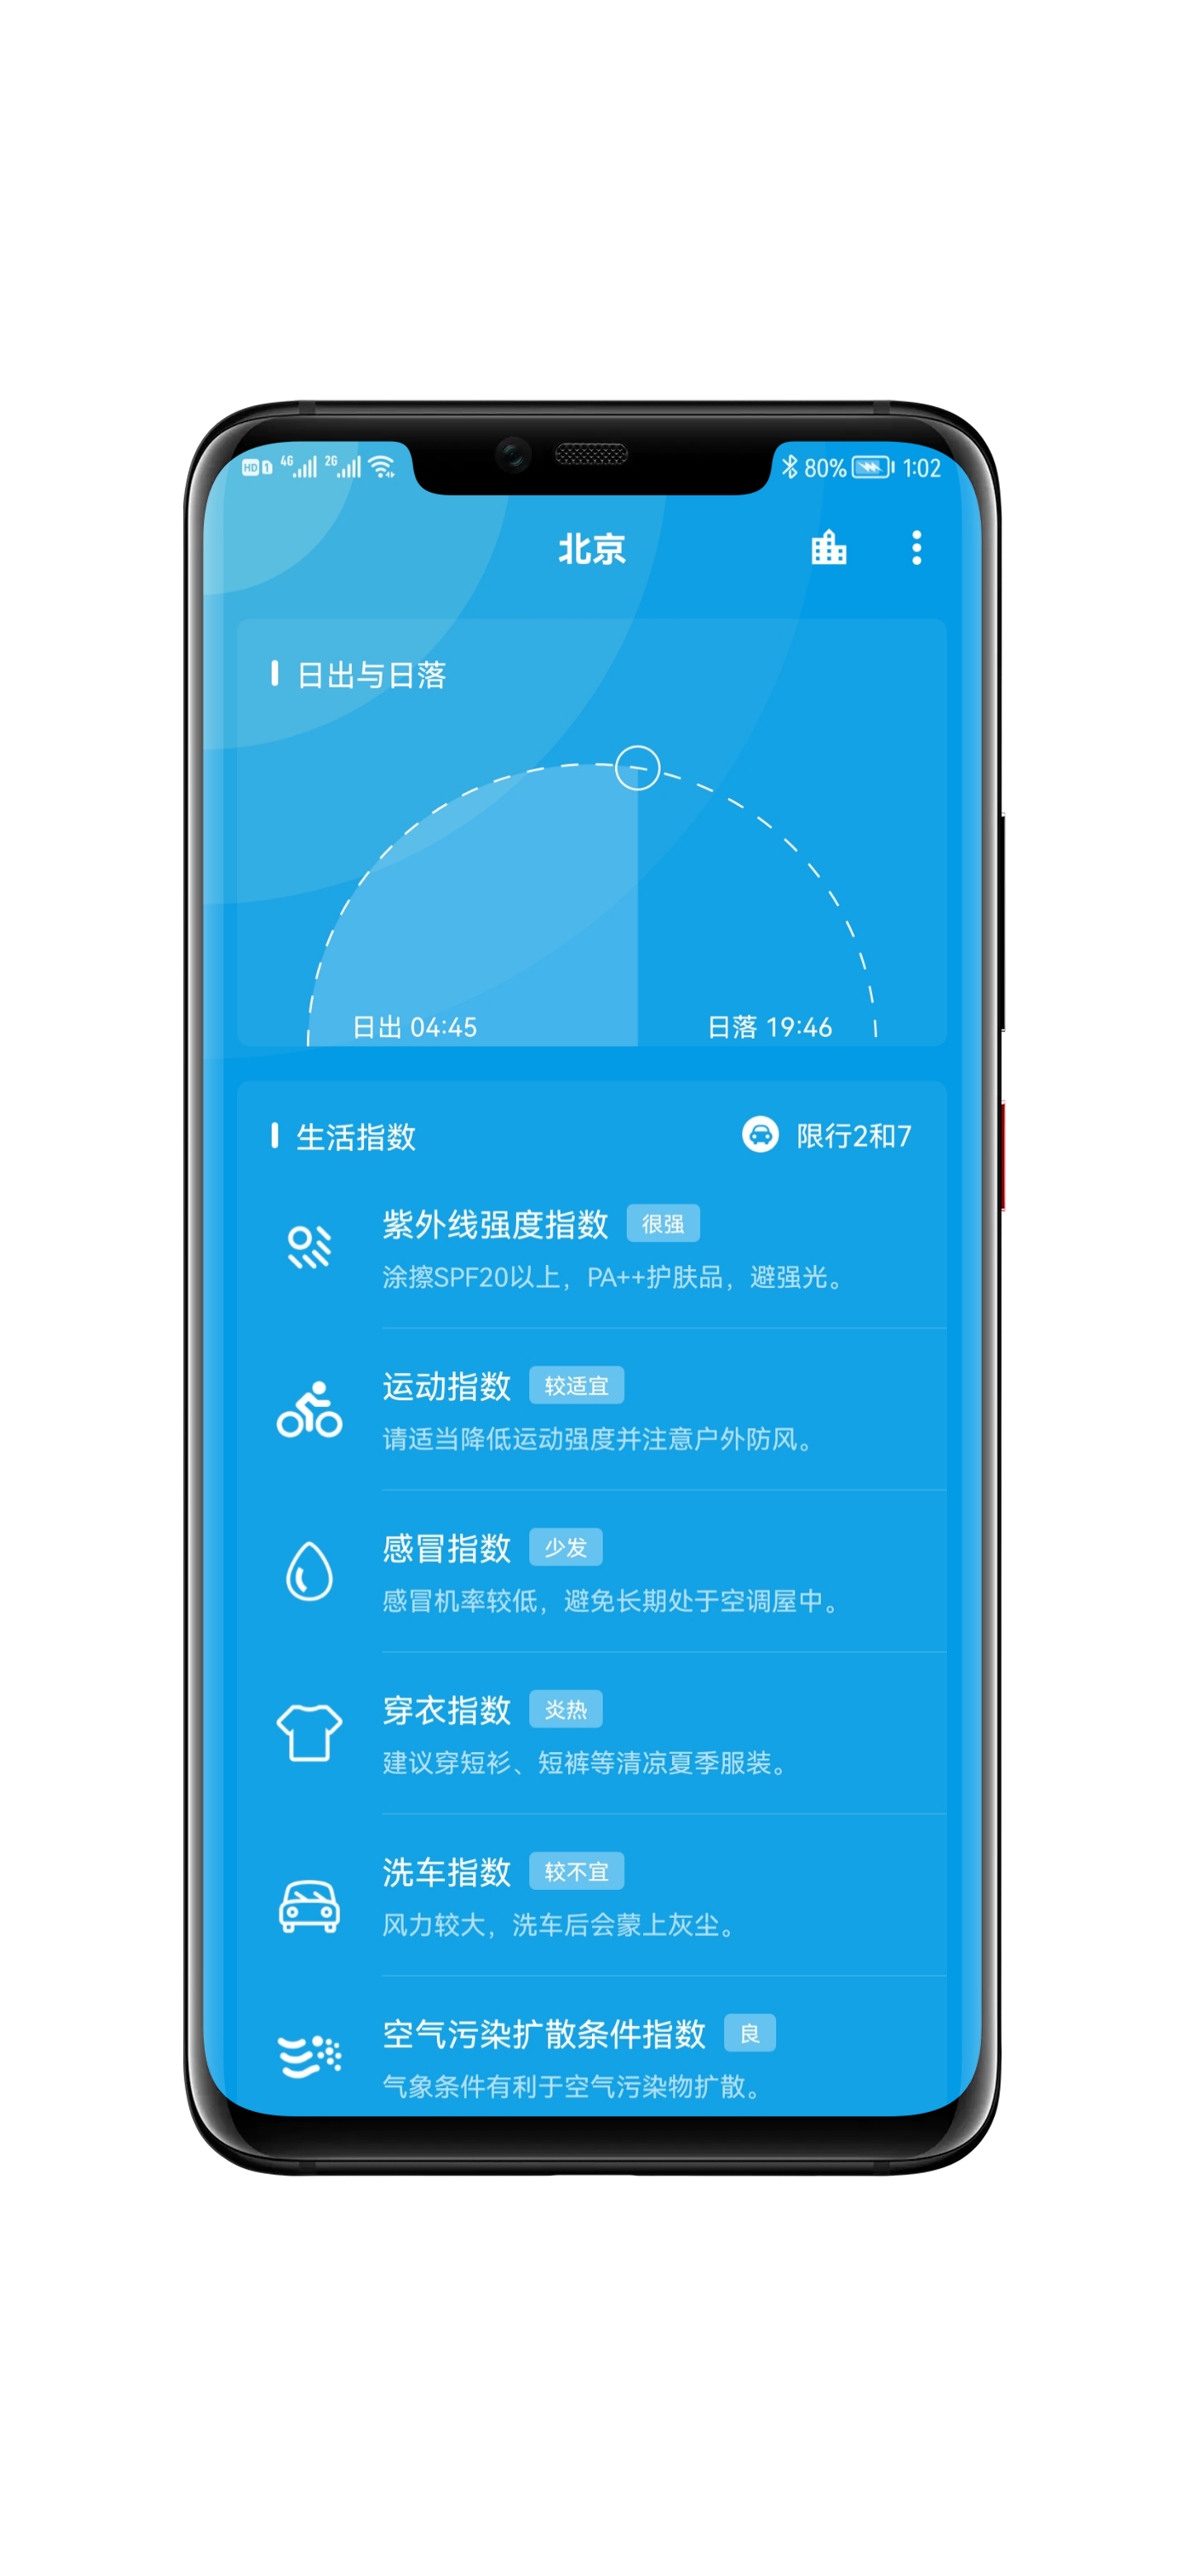 HD 1 4G 2G 80% 1:02
北京
日出与日落
日出 04:45 日落 19:46
生活指数 限行2和7
紫外线强度指数 很强
涂擦SPF20以上，PA++护肤品，避强光。
运动指数 较适宜
请适当降低运动强度并注意户外防风。
感冒指数 少发
感冒机率较低，避免长期处于空调屋中。
穿衣指数 炎热
建议穿短衫、短裤等清凉夏季服装。
洗车指数 较不宜
风力较大，洗车后会蒙上灰尘。
空气污染扩散条件指数 良
气象条件有利于空气污染物扩散。